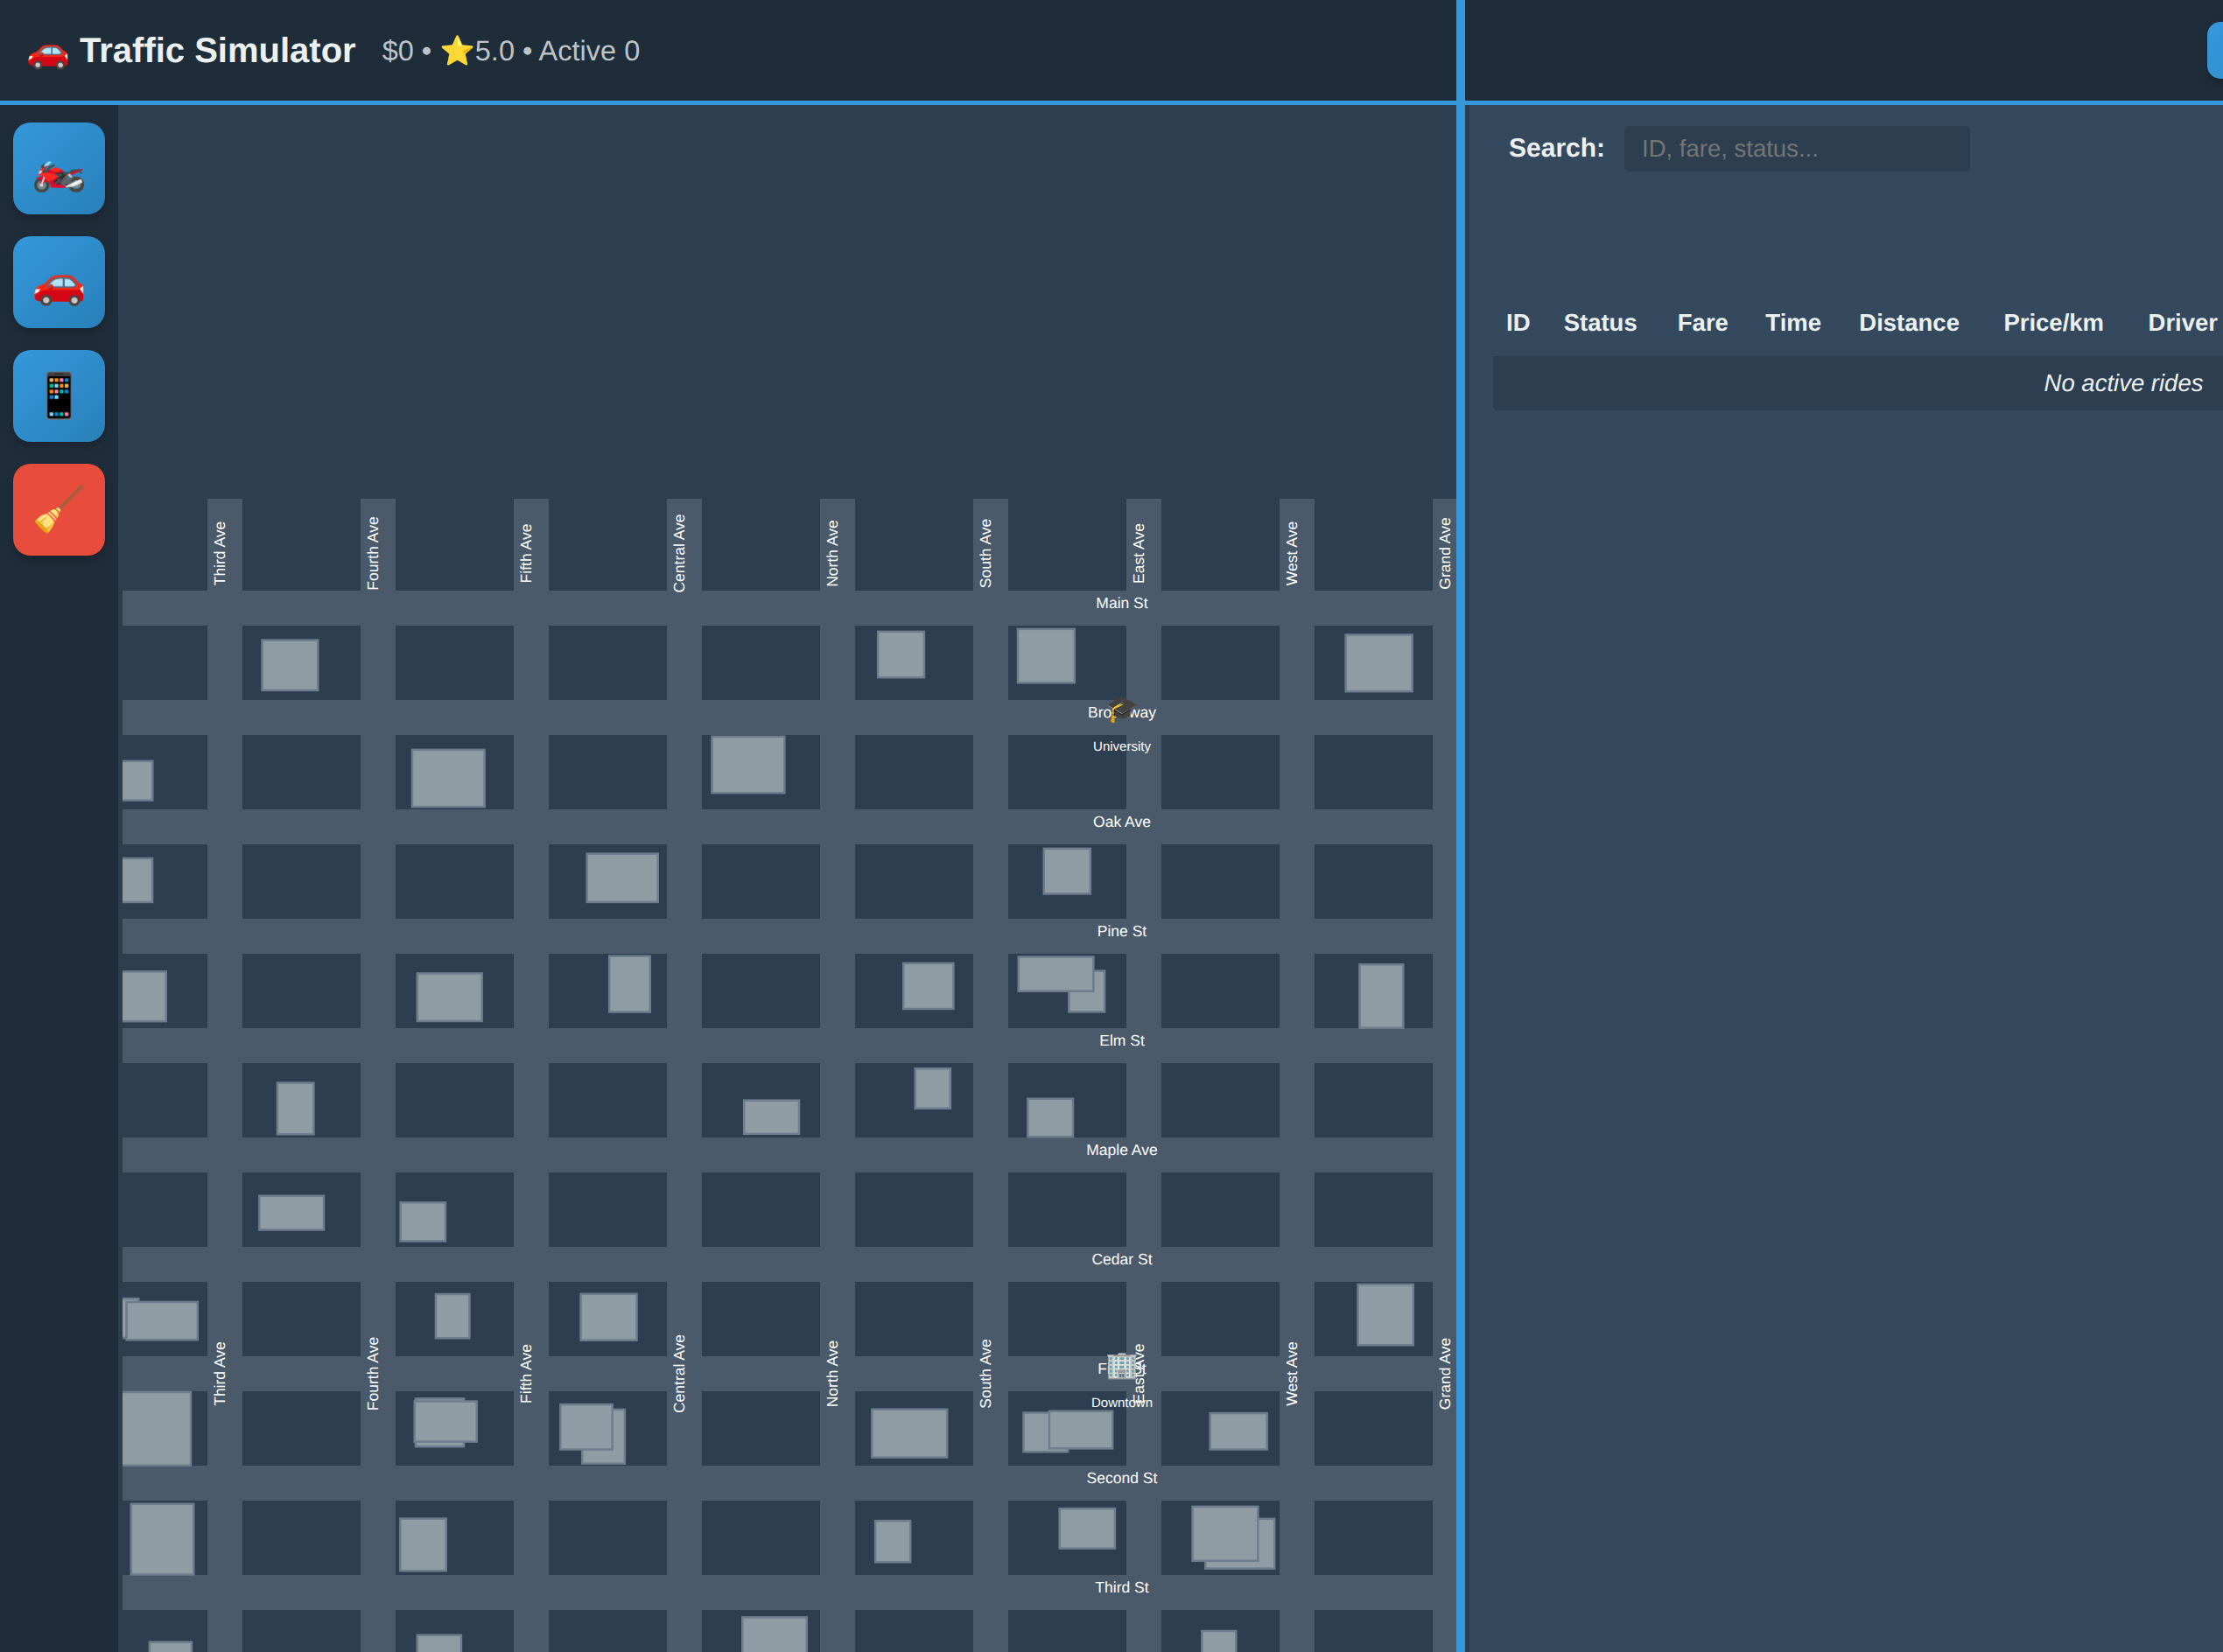 Traffic Simulator $0 • ⭐5.0 • Active 0
Search: ID, fare, status...
ID Status Fare Time Distance Price/km Driver
No active rides
Third Ave Fourth Ave Fifth Ave Central Ave North Ave South Ave East Ave West Ave Grand Ave
Main St
University
Oak Ave
Pine St
Elm St
Maple Ave
Cedar St
Third Ave Fourth Ave Fifth Ave Central Ave North Ave South Ave East Ave West Ave Grand Ave
Downtown
Second St
Third St